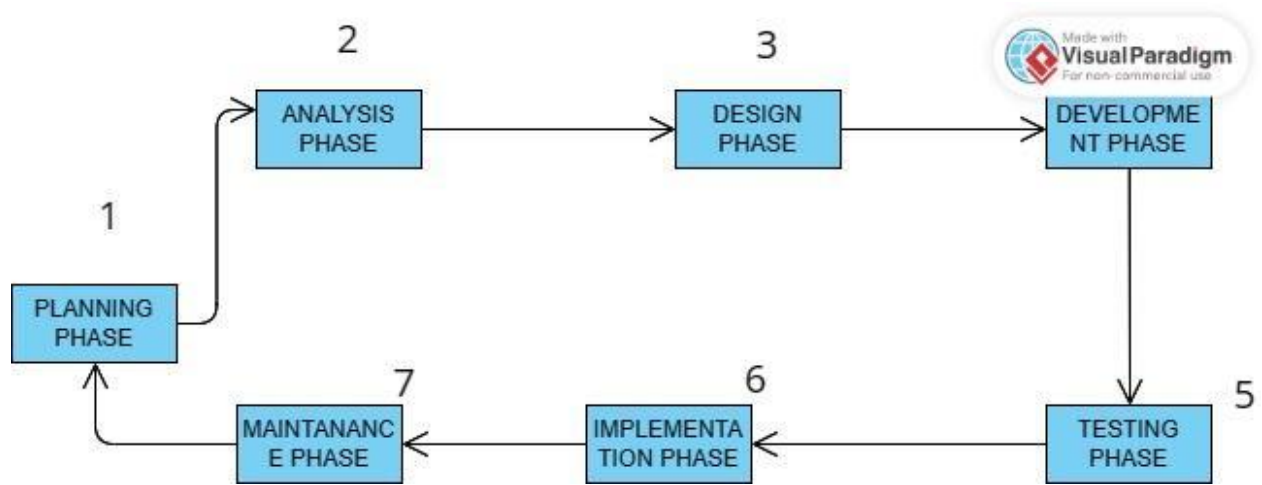 2
3
Made with
Visual Paradigm
For non-commercial use
ANALYSIS
PHASE
DESIGN
PHASE
DEVELOPME
NT PHASE
1
PLANNING
PHASE
7
6
5
MAINTANANC
E PHASE
IMPLEMENTA
TION PHASE
TESTING
PHASE